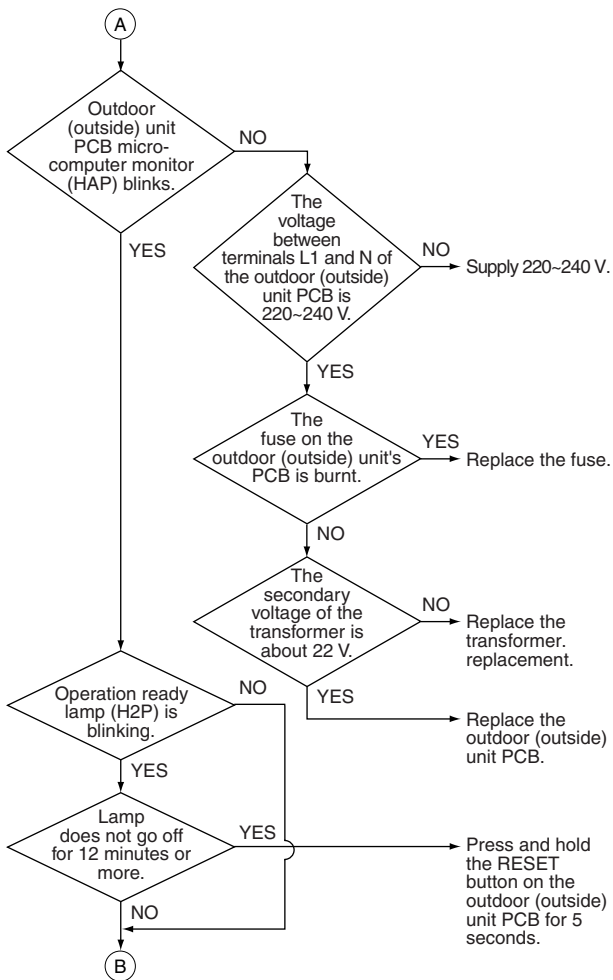 A
Outdoor
(outside) unit
PCB micro-
computer monitor
(HAP) blinks.
NO
YES
The
voltage
between
terminals L1 and N of
the outdoor (outside)
unit PCB is
220~240 V.
NO
Supply 220~240 V.
YES
The
fuse on the
outdoor (outside) unit's
PCB is burnt.
YES
Replace the fuse.
NO
The
secondary
voltage of the
transformer is
about 22 V.
NO
Replace the
transformer.
replacement.
YES
Replace the
outdoor (outside)
unit PCB.
Operation ready
lamp (H2P) is
blinking.
NO
YES
Lamp
does not go off
for 12 minutes or
more.
YES
Press and hold
the RESET
button on the
outdoor (outside)
unit PCB for 5
seconds.
NO
B